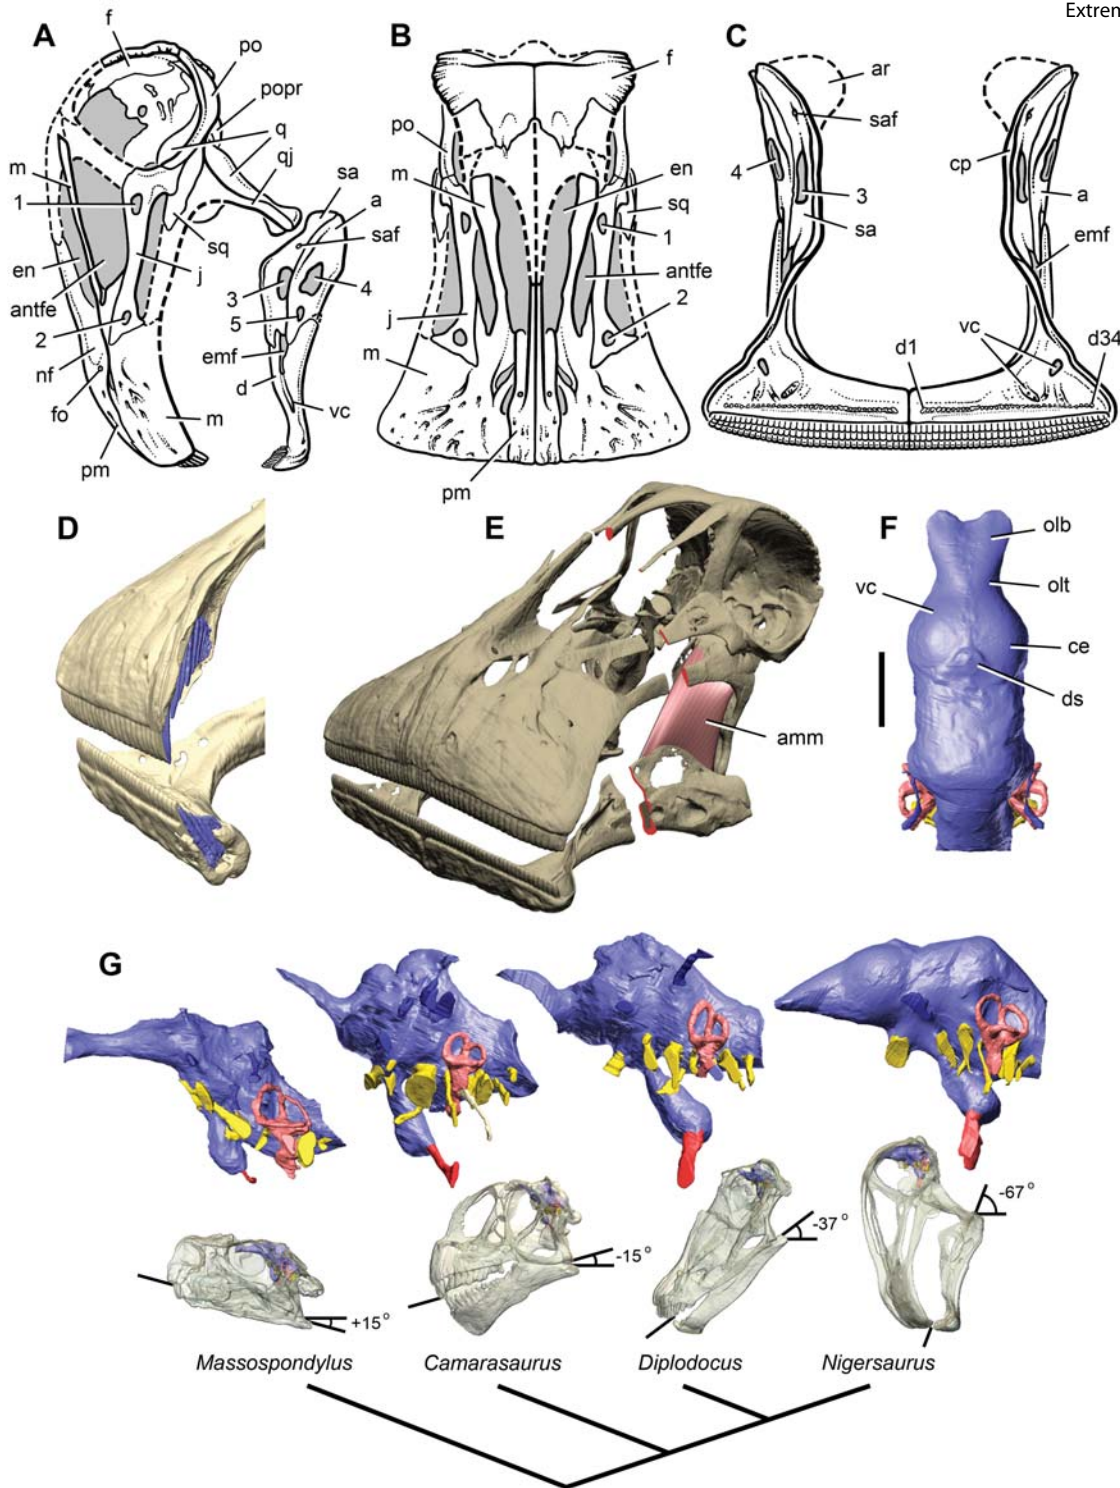 Extren
A
f
po
popr
q
qj
m
1
en
antfe
2
nf
fo
pm
sq
j
m
sa
a
saf
3
4
5
emf
d
vc
B
f
po
m
en
sq
1
antfe
j
2
m
pm
C
ar
saf
cp
4
3
a
sa
emf
vc
d1
d34
D
E
amm
F
olb
olt
vc
ce
ds
G
+15°
-15°
-37°
-67°
Massospondylus Camarasaurus Diplodocus Nigersaurus